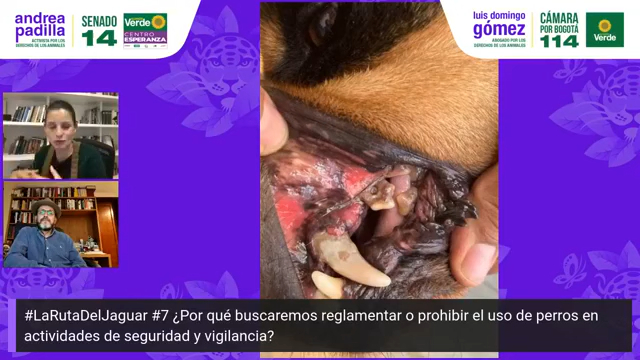 andrea
padilla
ACTIVISTA POR LOS
DERECHOS DE LOS ANIMALES
SENADO
14
Verde
CENTRO
ESPERANZA
luis domingo
gómez
ABOGADO POR LOS
DERECHOS DE LOS ANIMALES
CÁMARA
POR BOGOTÁ
114
Verde
#LaRutaDelJaguar #7 ¿Por qué buscaremos reglamentar o prohibir el uso de perros en
actividades de seguridad y vigilancia?